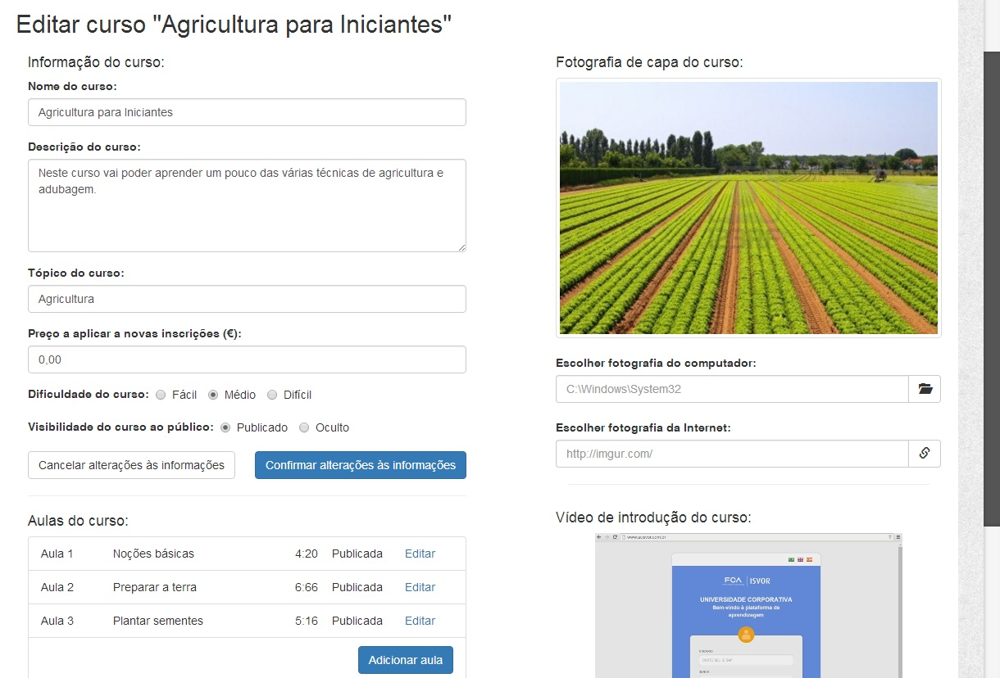 Editar curso "Agricultura para Iniciantes"
Informação do curso:
Nome do curso:
Agricultura para Iniciantes
Descrição do curso:
Neste curso vai poder aprender um pouco das várias técnicas de agricultura e
adubagem.
Tópico do curso:
Agricultura
Preço a aplicar a novas inscrições (€):
0,00
Dificuldade do curso: Fácil Médio Difícil
Visibilidade do curso ao público: Publicado Oculto
Cancelar alterações às informações Confirmar alterações às informações
Aulas do curso:
Aula 1 Noções básicas 4:20 Publicada Editar
Aula 2 Preparar a terra 6:66 Publicada Editar
Aula 3 Plantar sementes 5:16 Publicada Editar
Adicionar aula
Fotografia de capa do curso:
Escolher fotografia do computador:
C:\Windows\System32
Escolher fotografia da Internet:
http://imgur.com/
Vídeo de introdução do curso:
FCA ISVOR
UNIVERSIDADE CORPORATIVA
Bem-vindo à plataforma de
aprendizagem